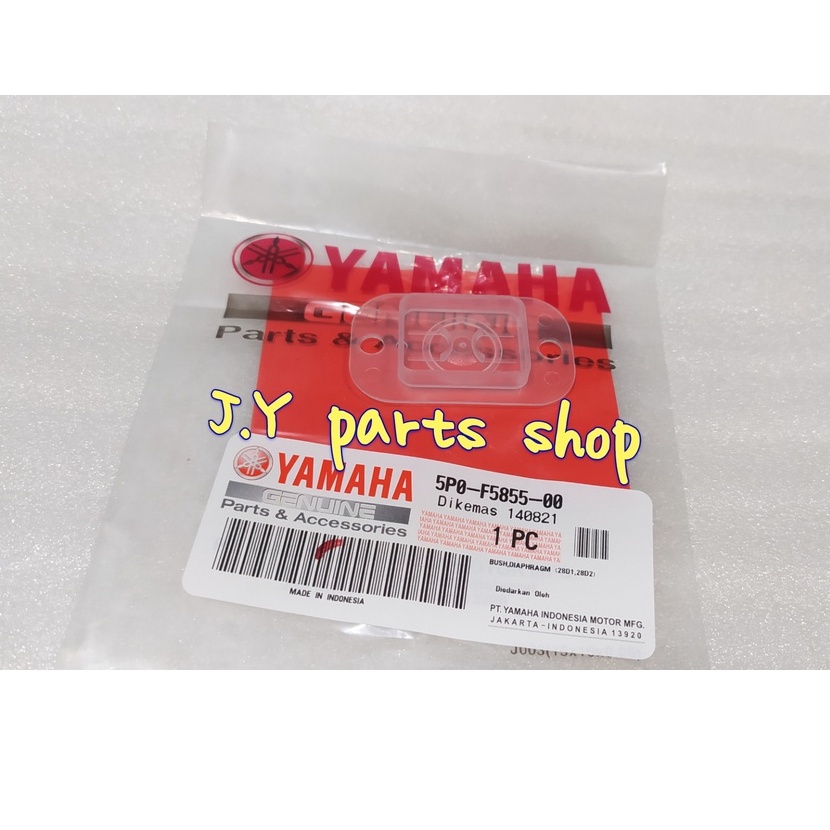 YAMAHA
GENUINE
Parts & Accessories
J.Y parts shop
YAMAHA
GENUINE
Parts & Accessories
MADE IN INDONESIA
5P0-F5855-00
Dikemas 140821
1 PC
BUSH,DIAPHRAGM (28D1,28D2)
Diedarkan Oleh
PT. YAMAHA INDONESIA MOTOR MFG.
JAKARTA-INDONESIA 13920